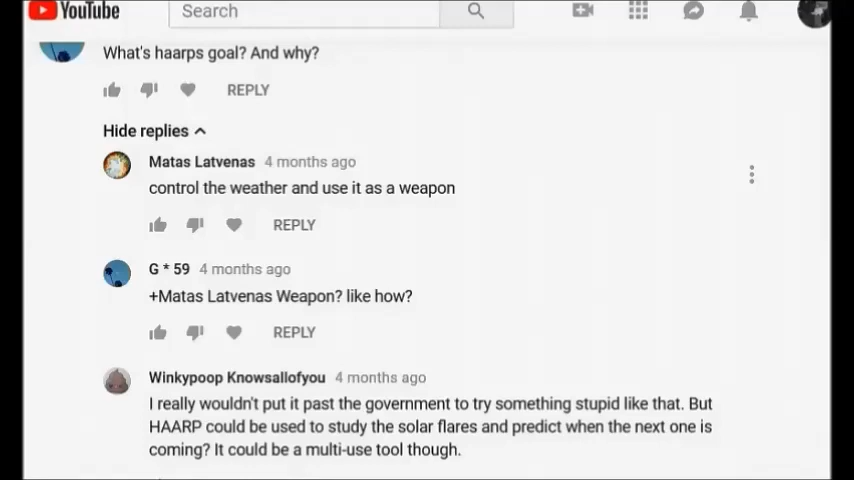 YouTube
Search
What's haarps goal? And why?
REPLY
Hide replies
Matas Latvenas 4 months ago
control the weather and use it as a weapon
REPLY
G * 59 4 months ago
+Matas Latvenas Weapon? like how?
REPLY
Winkypoop Knowsallofyou 4 months ago
I really wouldn't put it past the government to try something stupid like that. But
HAARP could be used to study the solar flares and predict when the next one is
coming? It could be a multi-use tool though.